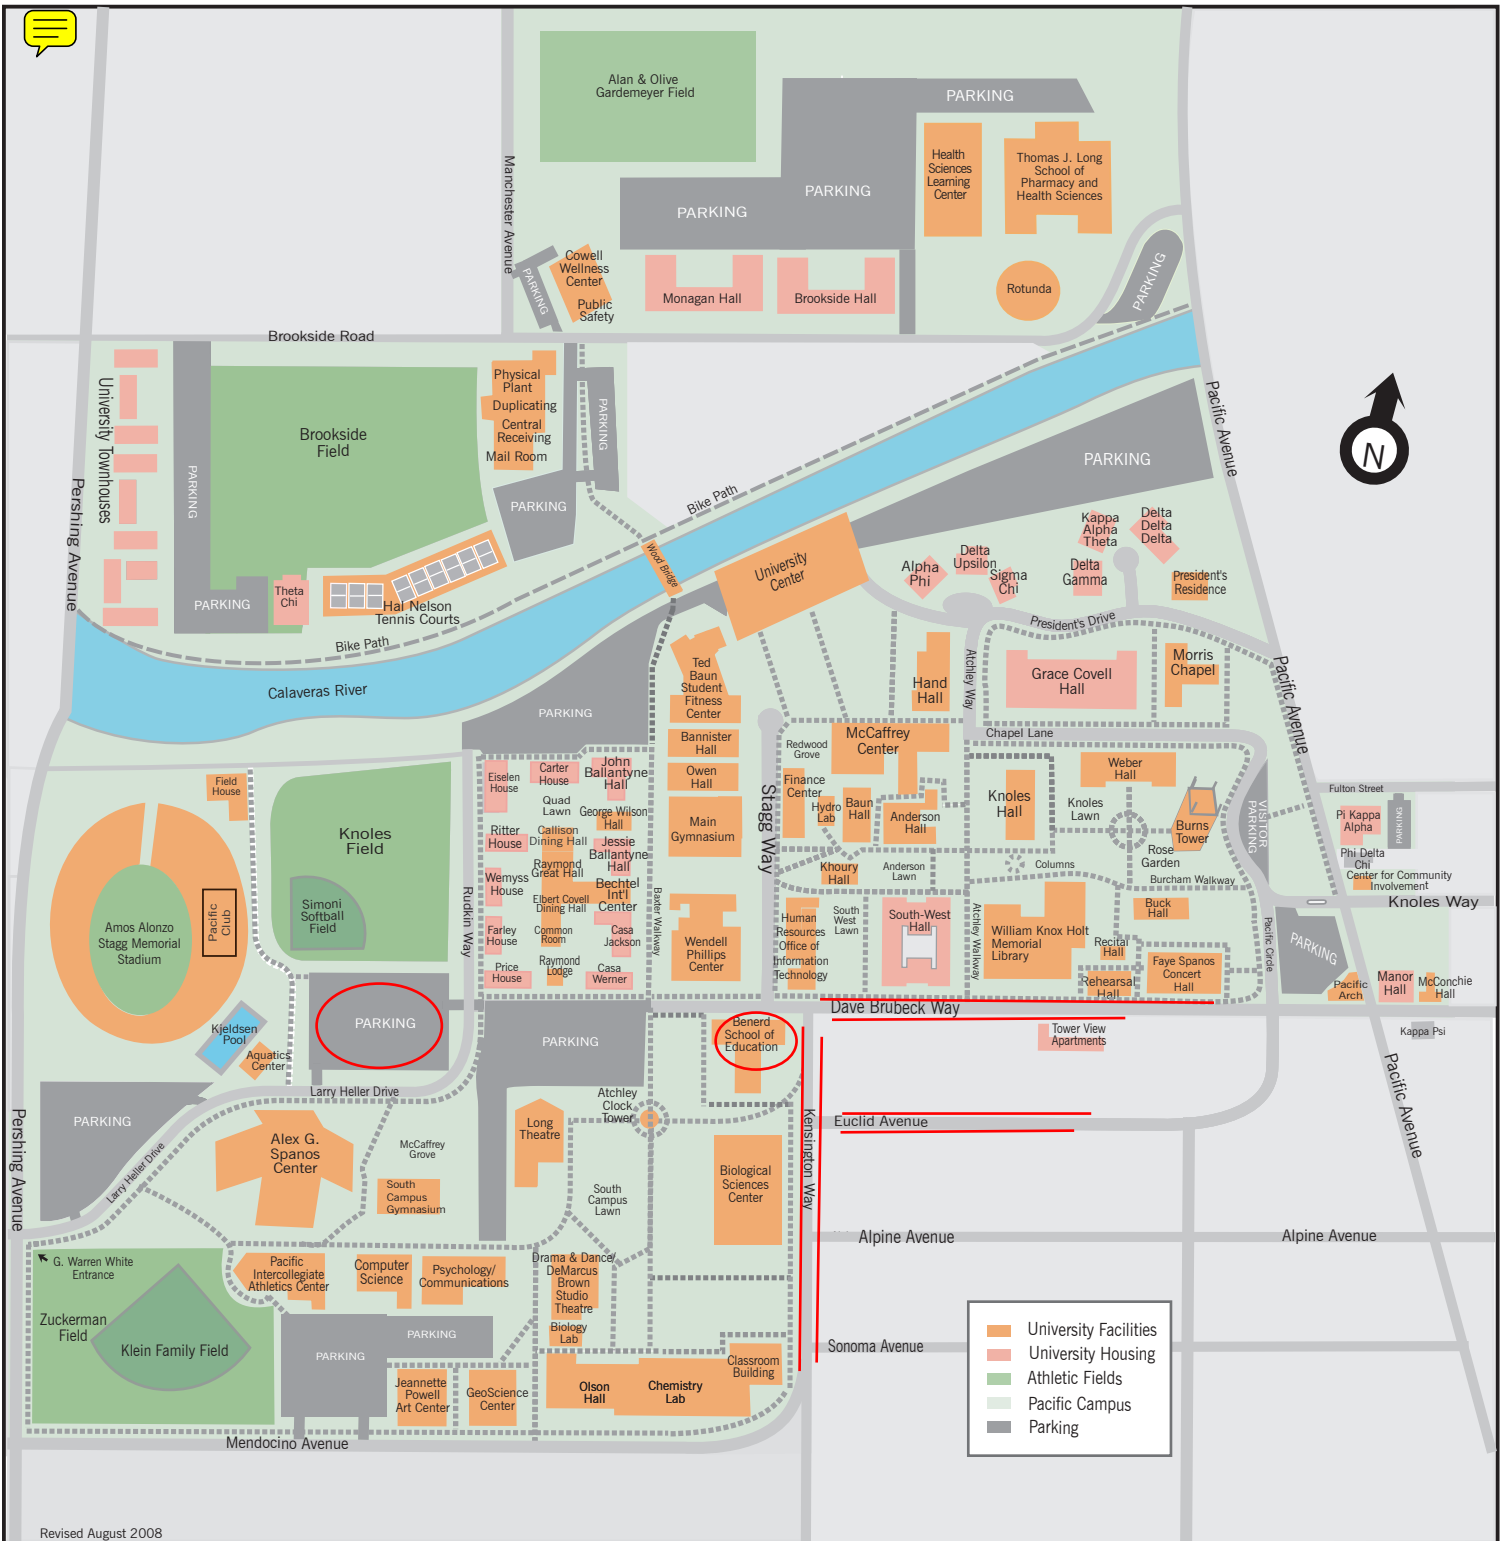 Alan & Olive
Gardemeyer Field
PARKING
Health
Sciences
Learning
Center
Thomas J. Long
School of
Pharmacy and
Health Sciences
PARKING
PARKING
Manchester Avenue
PARKING
Cowell
Wellness
Center
Public
Safety
Monagan Hall
Brookside Hall
Rotunda
PARKING
Brookside Road
University Townhouses
PARKING
Brookside
Field
Physical
Plant
Duplicating
Central
Receiving
Mail Room
PARKING
PARKING
Pacific Avenue
PARKING
N
Bike Path
Pershing Avenue
Wood Bridge
University
Center
Kappa
Alpha
Theta
Delta
Delta
Delta
Alpha
Phi
Delta
Upsilon
Sigma
Chi
Delta
Gamma
President's
Residence
PARKING
Theta
Chi
Hal Nelson
Tennis Courts
Bike Path
Calaveras River
President's Drive
PARKING
Ted
Baun
Student
Fitness
Center
Hand
Hall
Atchley Way
Grace Covell
Hall
Morris
Chapel
Pacific Avenue
Bannister
Hall
Redwood
Grove
McCaffrey
Center
Chapel Lane
Field
House
Eiselen
House
Carter
House
John
Ballantyne
Hall
Owen
Hall
Stagg Way
Finance
Center
Hydro
Lab
Baun
Hall
Anderson
Hall
Knoles
Hall
Knoles
Lawn
Weber
Hall
Burns
Tower
VISITOR
PARKING
Fulton Street
Pi Kappa
Alpha
PARKING
Phi Delta
Chi
Center for Community
Involvement
Knoles Way
Knoles
Field
Quad
Lawn
George Wilson
Hall
Main
Gymnasium
Ritter
House
Callison
Dining Hall
Jessie
Ballantyne
Hall
Raymond
Great Hall
Wemyss
House
Bechtel
Int'l
Center
Elbert Covell
Dining Hall
Khoury
Hall
Anderson
Lawn
Columns
Rose
Garden
Burcham Walkway
Simoni
Softball
Field
Pacific
Club
Amos Alonzo
Stagg Memorial
Stadium
Rudkin Way
Farley
House
Common
Room
Casa
Jackson
Baxter Walkway
Wendell
Phillips
Center
Human
Resources
Office of
Information
Technology
South
West
Lawn
South-West
Hall
Atchley Walkway
William Knox Holt
Memorial
Library
Buck
Hall
Recital
Hall
Rehearsal
Hall
Faye Spanos
Concert
Hall
Pacific Circle
PARKING
Pacific
Arch
Manor
Hall
McConchie
Hall
Price
House
Raymond
Lodge
Casa
Werner
Dave Brubeck Way
Kjeldsen
Pool
Aquatics
Center
PARKING
PARKING
Benerd
School of
Education
Tower View
Apartments
Kappa Psi
Pacific Avenue
PARKING
Larry Heller Drive
Larry Heller Drive
Pershing Avenue
Alex G.
Spanos
Center
McCaffrey
Grove
South
Campus
Gymnasium
Long
Theatre
Atchley
Clock
Tower
South
Campus
Lawn
Biological
Sciences
Center
Kensington Way
Euclid Avenue
Alpine Avenue
Alpine Avenue
G. Warren White
Entrance
Zuckerman
Field
Klein Family Field
Pacific
Intercollegiate
Athletics Center
Computer
Science
Psychology/
Communications
Drama & Dance/
DeMarcus
Brown
Studio
Theatre
Biology
Lab
PARKING
PARKING
Sonoma Avenue
Classroom
Building
Jeannette
Powell
Art Center
GeoScience
Center
Olson
Hall
Chemistry
Lab
Mendocino Avenue
University Facilities
University Housing
Athletic Fields
Pacific Campus
Parking
Revised August 2008